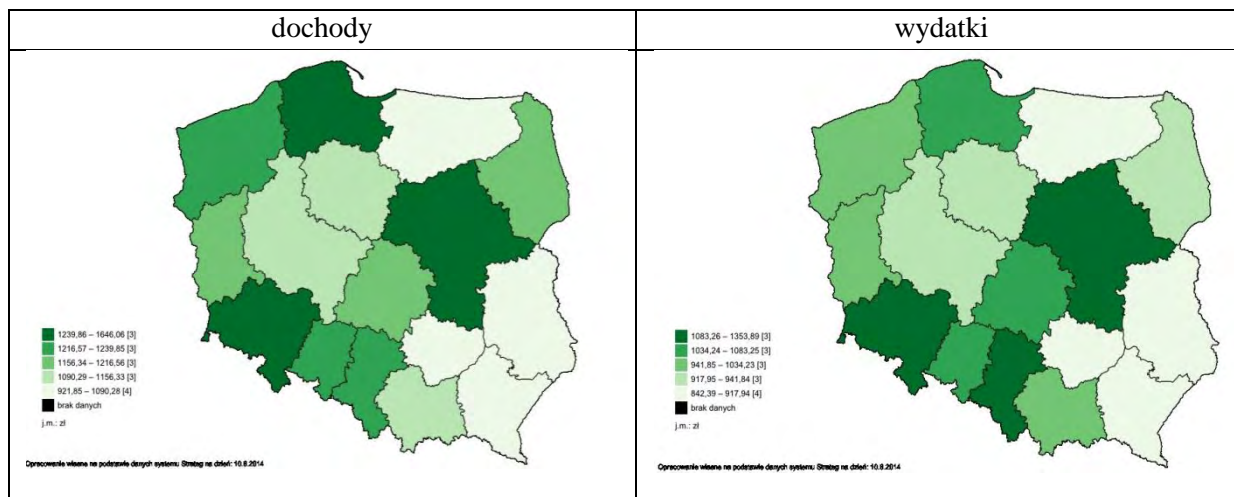 dochody
wydatki
1239,86 – 1646,06 [3]
1216,57 – 1239,85 [3]
1156,34 – 1216,56 [3]
1090,29 – 1156,33 [3]
921,85 – 1090,28 [4]
brak danych
j.m.: zł
Opracowanie własne na podstawie danych systemu Strateg na dzień: 10.8.2014
1083,26 – 1353,89 [3]
1034,24 – 1083,25 [3]
941,85 – 1034,23 [3]
917,95 – 941,84 [3]
842,39 – 917,94 [4]
brak danych
j.m.: zł
Opracowanie własne na podstawie danych systemu Strateg na dzień: 10.8.2014